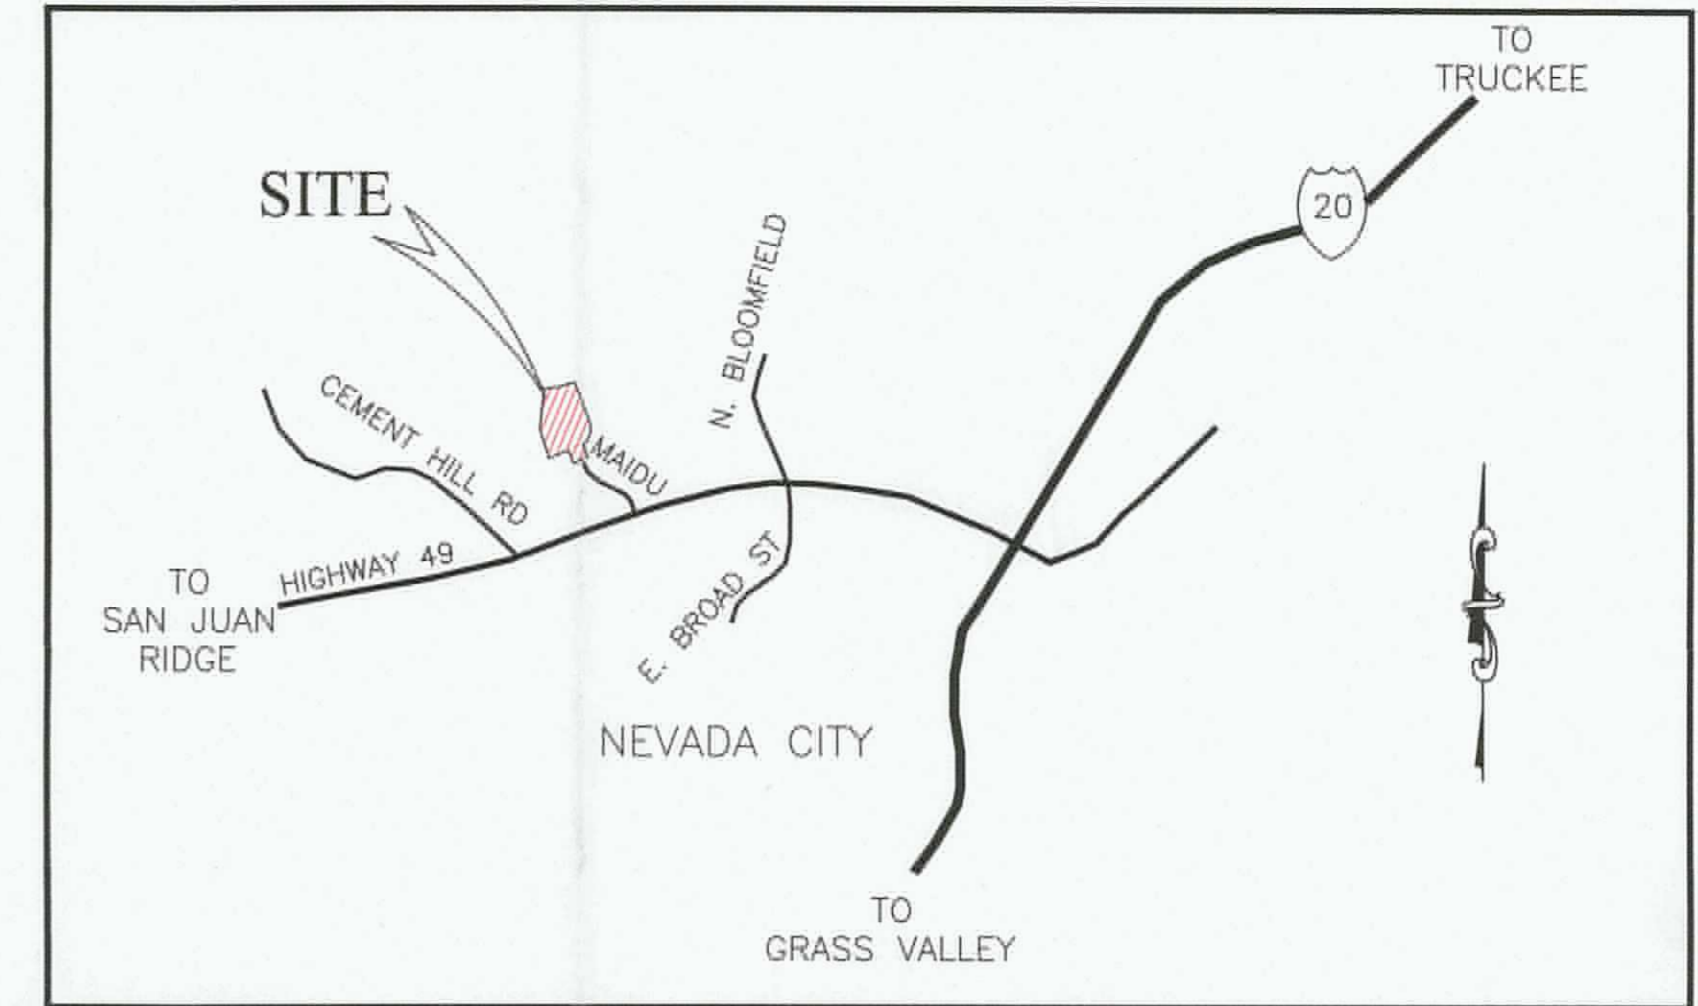 TO
TRUCKEE
20
SITE
N. BLOOMFIELD
CEMENT HILL RD
MAIDU
HIGHWAY 49
E. BROAD ST
TO
SAN JUAN
RIDGE
NEVADA CITY
TO
GRASS VALLEY